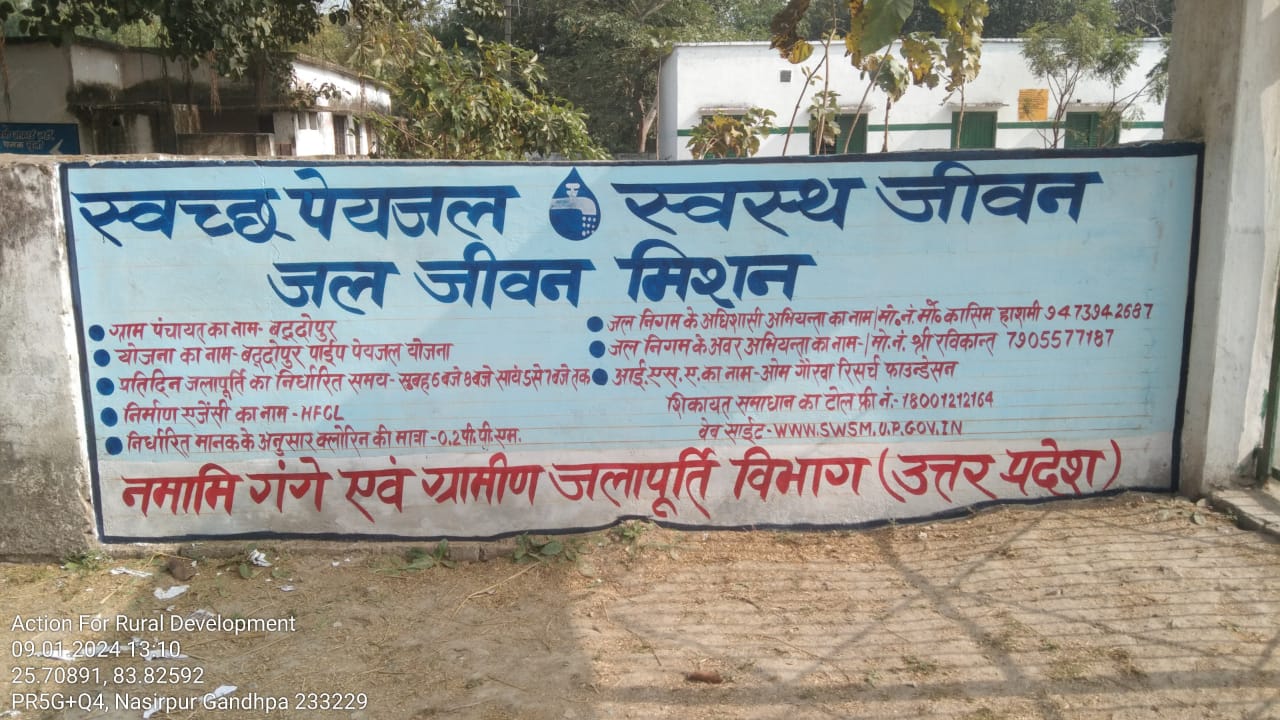 स्वच्छ पेयजल स्वस्थ जीवन
जल जीवन मिशन
ग्राम पंचायत का नाम- बद्दोपुर
योजना का नाम- बद्दोपुर पाईप पेयजल योजना
प्रतिदिन जलापूर्ति का निर्धारित समय- सुबह 6 बजे 8 बजे सायं 5 से 7 बजे तक
निर्माण एजेंसी का नाम - HFCL
निर्धारित मानक के अनुसार क्लोरिन की मात्रा -0.2 पी.पी.एम.
जल निगम के अधिशासी अभियन्ता का नाम/मो.नं. मो० कासिम हाशमी 9473942687
जल निगम के अवर अभियन्ता का नाम-/मो.नं. श्री रविकान्त 7905577187
आई.एस.ए.का नाम-ओम गौरवा रिसर्च फाउन्डेसन
शिकायत समाधान का टोल फ्री नं.- 18001212164
वेब साईट-WWW.SWSM.U.P.GOV.IN
नमामि गंगे एवं ग्रामीण जलापूर्ति विभाग (उत्तर प्रदेश)
Action For Rural Development
09.01.2024 13:10
25.70891, 83.82592
PR5G+Q4, Nasirpur Gandhpa 233229